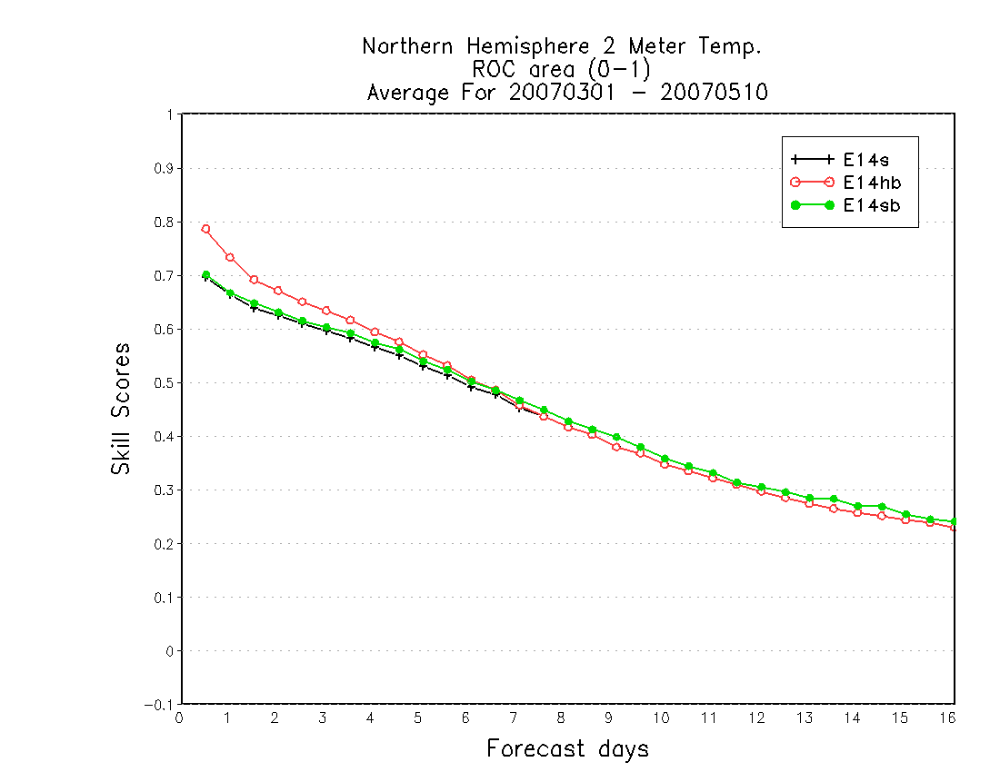 Northern Hemisphere 2 Meter Temp.
ROC area (0-1)
Average For 20070301 - 20070510
1
0.9
0.8
0.7
0.6
0.5
0.4
0.3
0.2
0.1
0
-0.1
Skill Scores
E14s
E14hb
E14sb
0 1 2 3 4 5 6 7 8 9 10 11 12 13 14 15 16
Forecast days